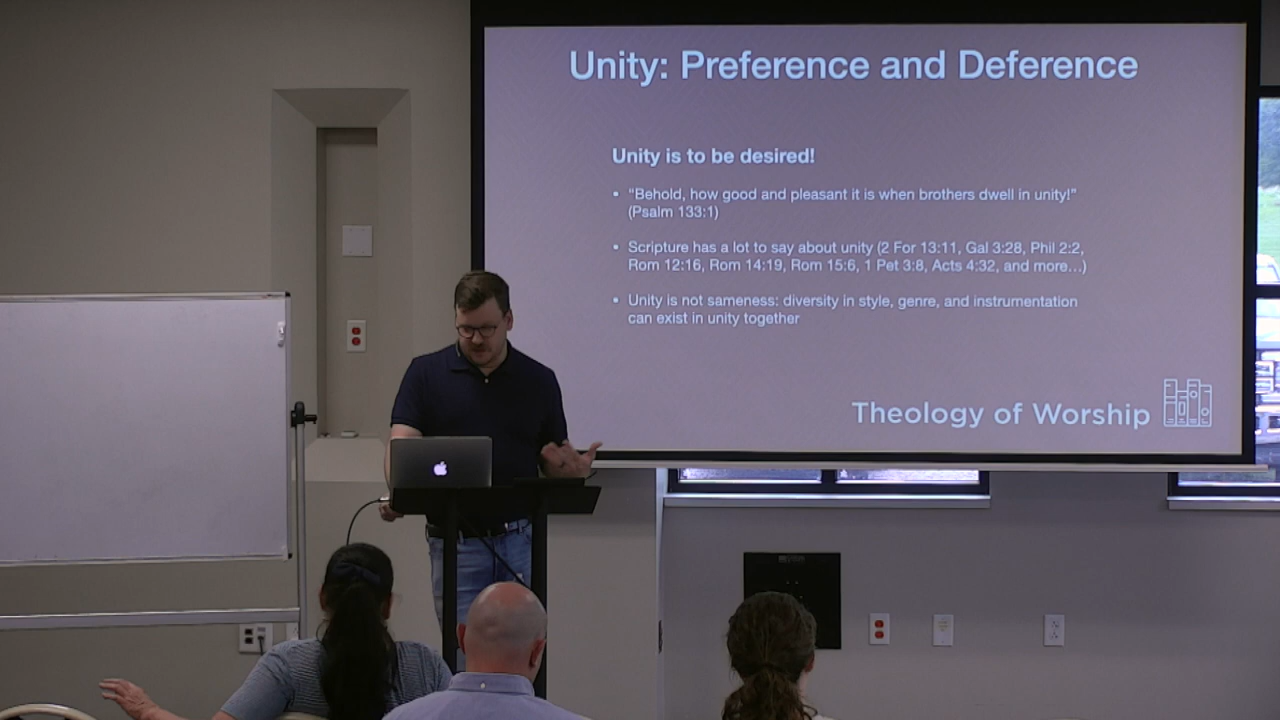 Unity: Preference and Deference
Unity is to be desired!
• “Behold, how good and pleasant it is when brothers dwell in unity!”
(Psalm 133:1)
• Scripture has a lot to say about unity (2 For 13:11, Gal 3:28, Phil 2:2,
Rom 12:16, Rom 14:19, Rom 15:6, 1 Pet 3:8, Acts 4:32, and more…)
• Unity is not sameness: diversity in style, genre, and instrumentation
can exist in unity together
Theology of Worship